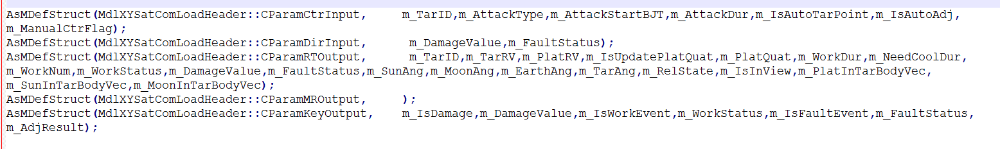 AsMDefStruct(MdlXYSatComLoadHeader::CParamCtrInput,     m_TarID,m_AttackType,m_AttackStartBJT,m_AttackDur,m_IsAutoTarPoint,m_IsAutoAdj,
m_ManualCtrFlag);
AsMDefStruct(MdlXYSatComLoadHeader::CParamDirInput,      m_DamageValue,m_FaultStatus);
AsMDefStruct(MdlXYSatComLoadHeader::CParamRTOutput,      m_TarID,m_TarRV,m_PlatRV,m_IsUpdatePlatQuat,m_PlatQuat,m_WorkDur,m_NeedCoolDur,
m_WorkNum,m_WorkStatus,m_DamageValue,m_FaultStatus,m_SunAng,m_MoonAng,m_EarthAng,m_TarAng,m_RelState,m_IsInView,m_PlatInTarBodyVec,
m_SunInTarBodyVec,m_MoonInTarBodyVec);
AsMDefStruct(MdlXYSatComLoadHeader::CParamMROutput,     );
AsMDefStruct(MdlXYSatComLoadHeader::CParamKeyOutput,    m_IsDamage,m_DamageValue,m_IsWorkEvent,m_WorkStatus,m_IsFaultEvent,m_FaultStatus,
m_AdjResult);